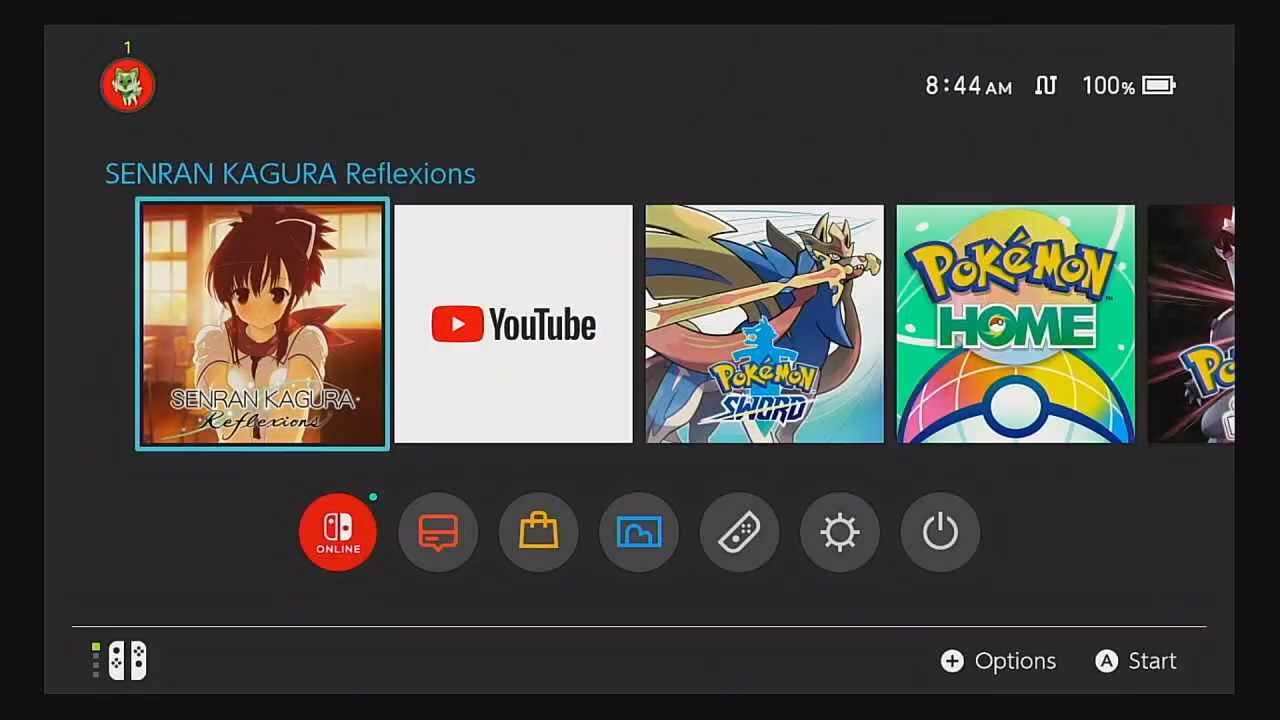 1
8:44 AM 100%
SENRAN KAGURA Reflexions
SENRAN KAGURA
Reflexions
YouTube
POKÉMON
SWORD
POKÉMON
HOME
ONLINE
Options
A Start